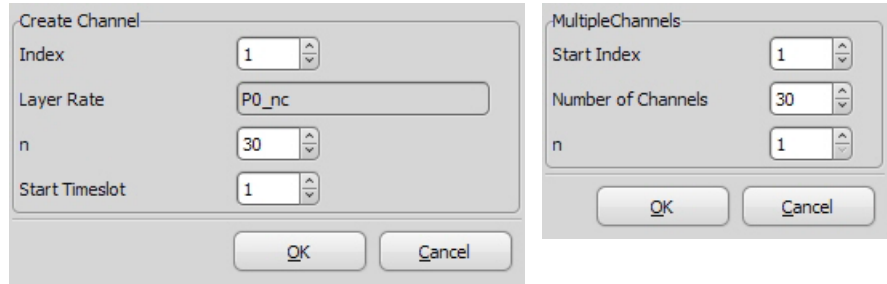 Create Channel
Index 1
Layer Rate P0_nc
n 30
Start Timeslot 1
OK Cancel
MultipleChannels
Start Index 1
Number of Channels 30
n 1
OK Cancel